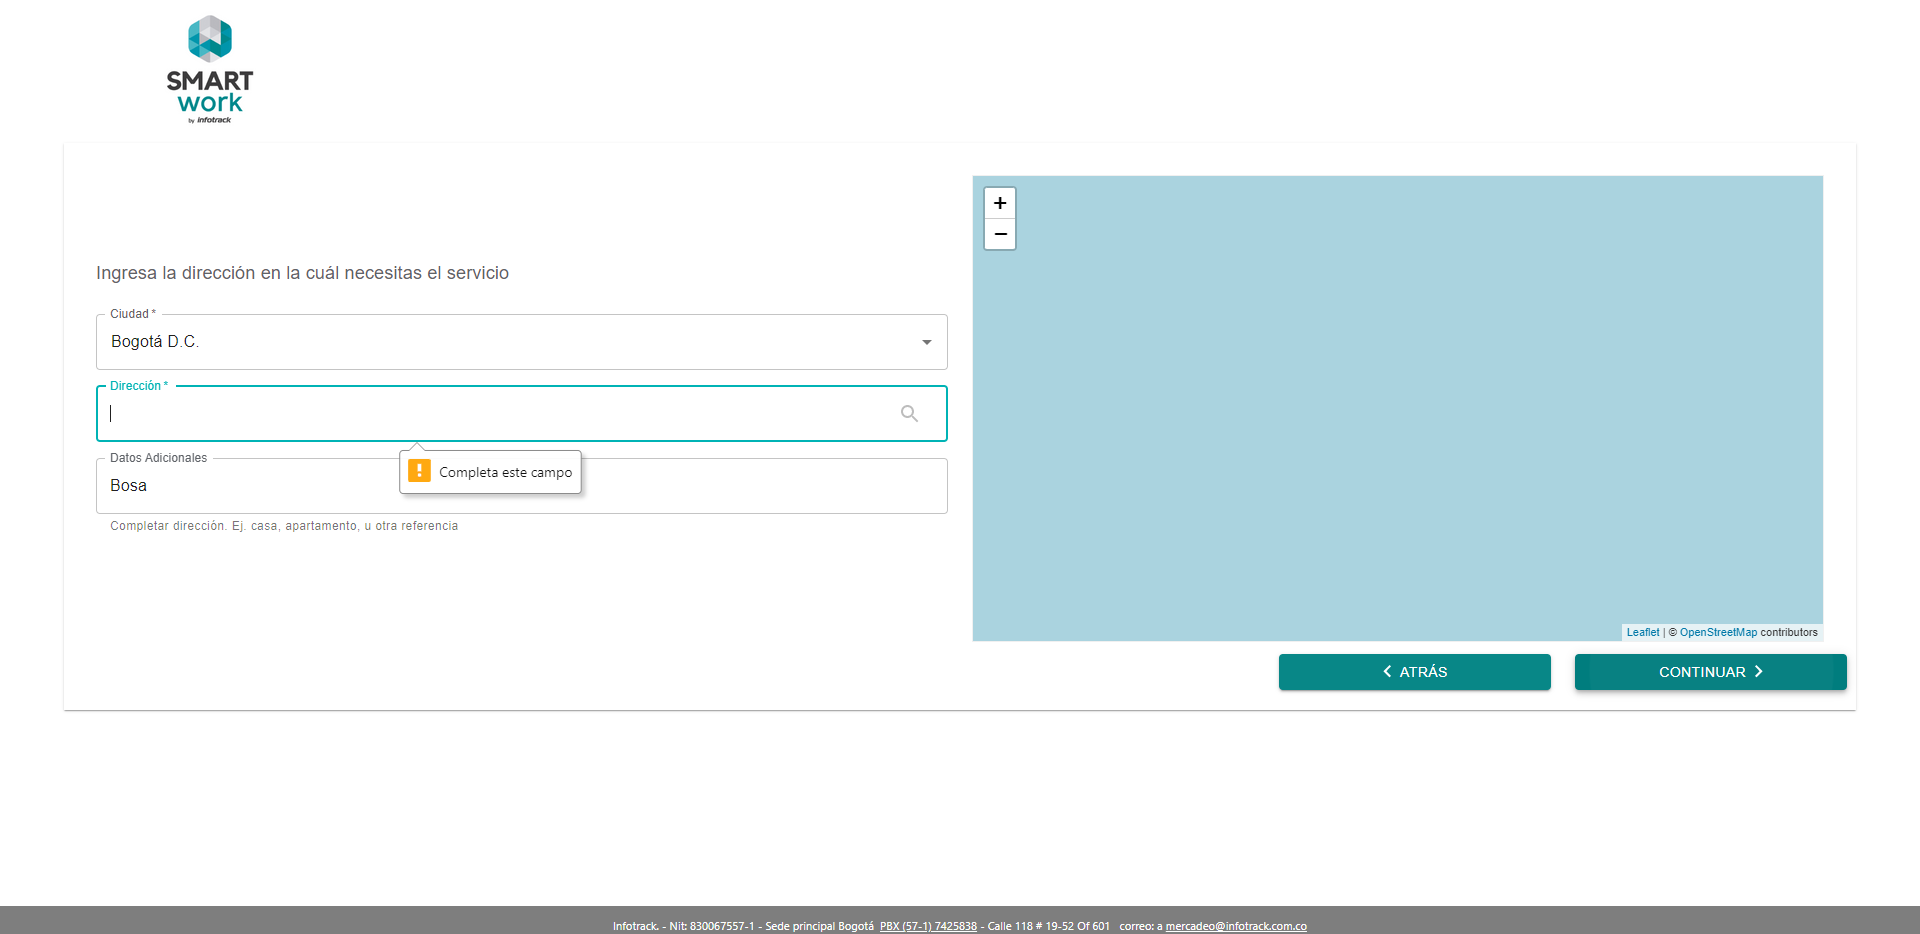 SMART
work
by infotrack
Ingresa la dirección en la cuál necesitas el servicio
Ciudad *
Bogotá D.C.
Dirección *
Datos Adicionales
Bosa
Completa este campo
Completar dirección. Ej. casa, apartamento, u otra referencia
+
−
Leaflet | © OpenStreetMap contributors
ATRÁS
CONTINUAR
Infotrack. - Nit: 830067557-1 - Sede principal Bogotá PBX (57-1) 7425838 - Calle 118 # 19-52 Of 601 correo: a mercadeo@infotrack.com.co